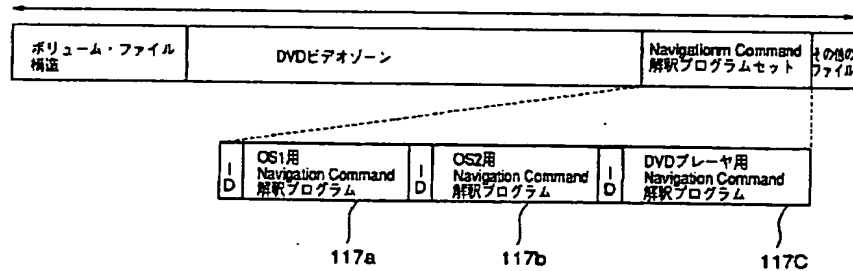 ボリューム・ファイル
構造
DVDビデオゾーン
Navigationm Command
解釈プログラムセット
その他の
ファイル
ID
OS1用
Navigation Command
解釈プログラム
ID
OS2用
Navigation Command
解釈プログラム
ID
DVDプレーヤ用
Navigation Command
解釈プログラム
117a
117b
117C